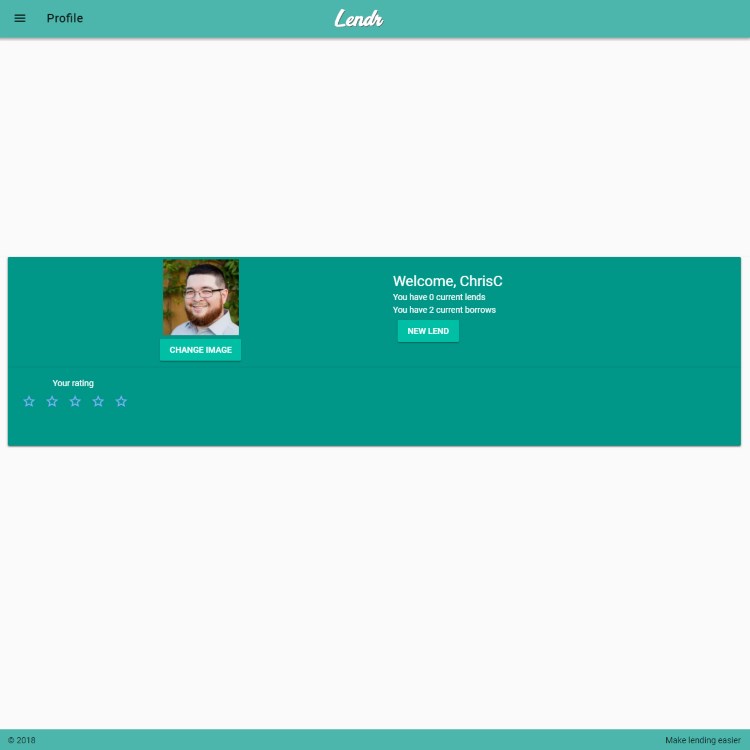 Profile
Lendr
Welcome, ChrisC
You have 0 current lends
You have 2 current borrows
NEW LEND
CHANGE IMAGE
Your rating
© 2018
Make lending easier